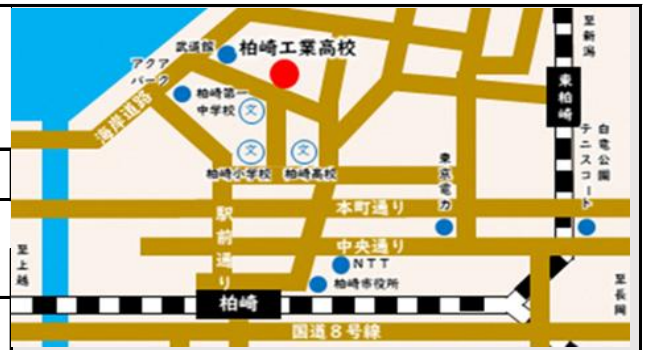 至新潟
武道館
柏崎工業高校
アクア
パーク
柏崎第一
中学校
文
海岸道路
東柏崎
文
文
柏崎小学校
柏崎高校
東京電力
白竜公園
テニスコート
駅前通り
本町通り
中央通り
至上越
NTT
柏崎市役所
至長岡
柏崎
国道8号線